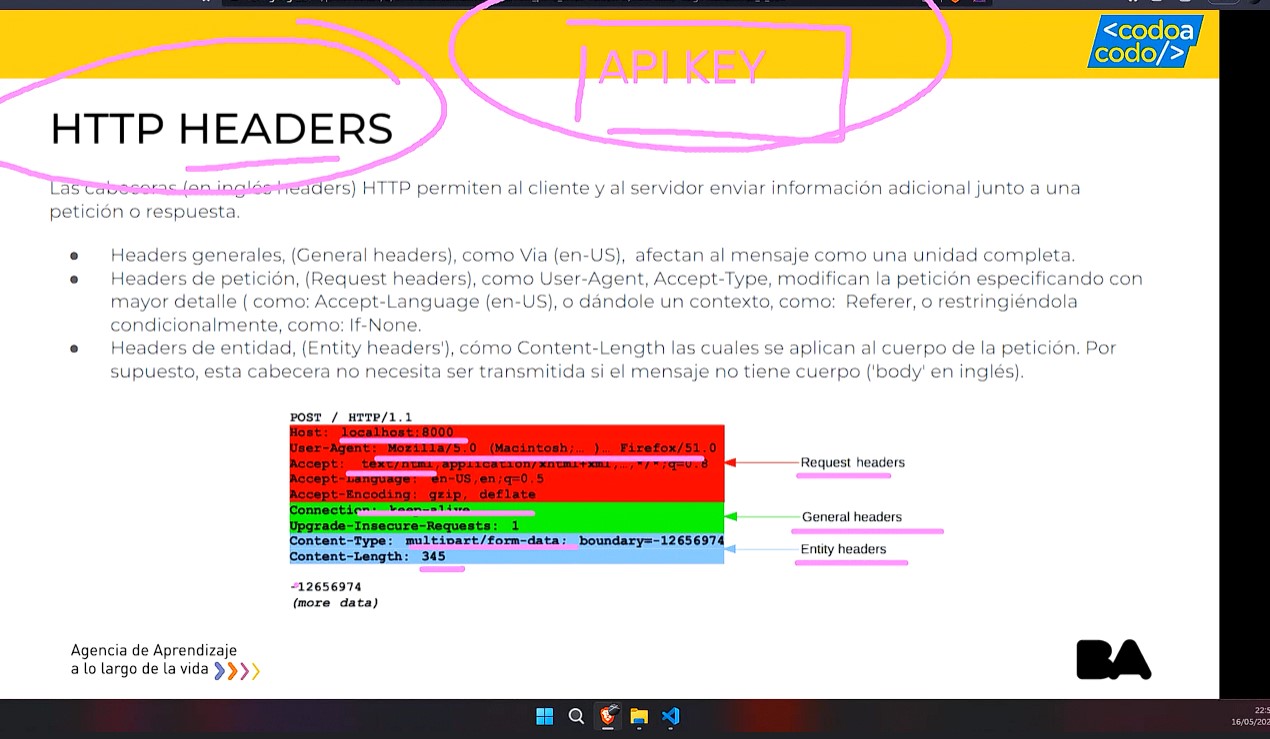 <codoa
codo/>
API KEY
HTTP HEADERS
Las cabeceras (en inglés headers) HTTP permiten al cliente y al servidor enviar información adicional junto a una
petición o respuesta.
● Headers generales, (General headers), como Via (en-US), afectan al mensaje como una unidad completa.
● Headers de petición, (Request headers), como User-Agent, Accept-Type, modifican la petición especificando con
mayor detalle ( como: Accept-Language (en-US), o dándole un contexto, como: Referer, o restringiéndola
condicionalmente, como: If-None.
● Headers de entidad, (Entity headers'), cómo Content-Length las cuales se aplican al cuerpo de la petición. Por
supuesto, esta cabecera no necesita ser transmitida si el mensaje no tiene cuerpo ('body' en inglés).
POST / HTTP/1.1
Host: localhost:8000
User-Agent: Mozilla/5.0 (Macintosh;… )… Firefox/51.0
Accept: text/html,application/xhtml+xml,…,*/*;q=0.8
Accept-Language: en-US,en;q=0.5
Accept-Encoding: gzip, deflate
Connection: keep-alive
Upgrade-Insecure-Requests: 1
Content-Type: multipart/form-data; boundary=-12656974
Content-Length: 345
Request headers
General headers
Entity headers
-12656974
(more data)
Agencia de Aprendizaje
a lo largo de la vida
BA